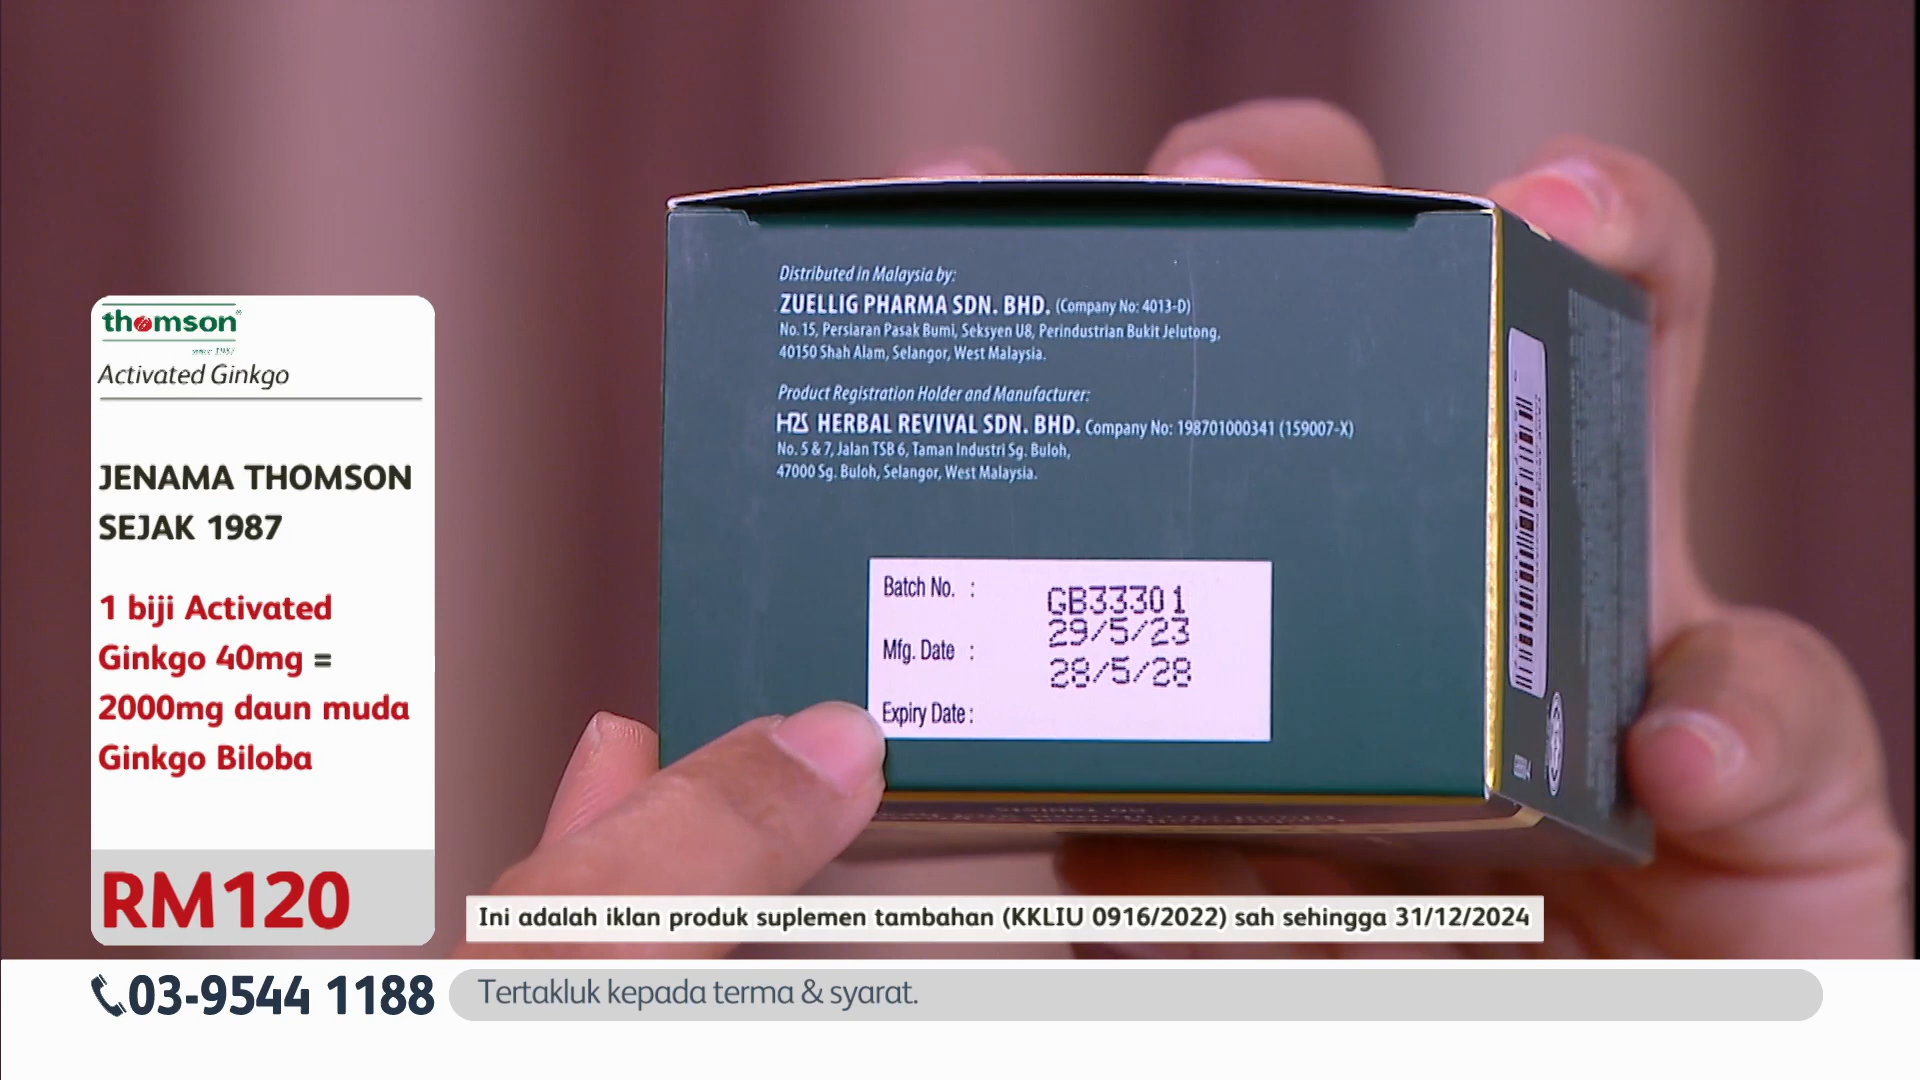 thomson®
since 1987
Activated Ginkgo
JENAMA THOMSON
SEJAK 1987
1 biji Activated
Ginkgo 40mg =
2000mg daun muda
Ginkgo Biloba
RM120
Distributed in Malaysia by:
ZUELLIG PHARMA SDN. BHD. (Company No: 4013-D)
No.15, Persiaran Pasak Bumi, Seksyen U8, Perindustrian Bukit Jelutong,
40150 Shah Alam, Selangor, West Malaysia.
Product Registration Holder and Manufacturer:
HRS HERBAL REVIVAL SDN. BHD. Company No: 198701000341 (159007-X)
No. 5 & 7, Jalan TSB 6, Taman Industri Sg. Buloh,
47000 Sg. Buloh, Selangor, West Malaysia.
Batch No. : GB33301
29/5/23
Mfg. Date :
28/5/28
Expiry Date :
Ini adalah iklan produk suplemen tambahan (KKLIU 0916/2022) sah sehingga 31/12/2024
03-9544 1188
Tertakluk kepada terma & syarat.